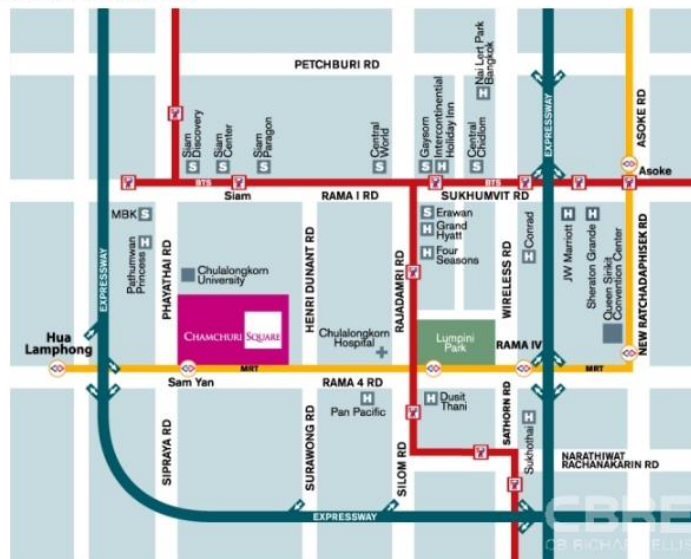 PETCHBURI RD
Nai Lert Park
Bangkok
H
EXPRESSWAY
ASOKE RD
Siam
Discovery
S
Siam
Center
S
Siam
Paragon
S
Central
World
S
Gaysorn
S
Intercontinental
Holiday Inn
H
Central
Chidlom
S
Asoke
BTS
BTS
Siam
RAMA I RD
SUKHUMVIT RD
MBK S
Pathumwan
Princess
H
EXPRESSWAY
PHAYATHAI RD
Chulalongkorn
University
HENRI DUNANT RD
RAJADAMRI RD
S Erawan
H Grand
Hyatt
H Four
Seasons
WIRELESS RD
Conrad
H
JW Marriott
H
Sheraton Grande
H
Queen Sirikit
Convention Center
NEW RATCHADAPHISEK RD
CHAMCHURI SQUARE
Chulalongkorn
Hospital
Lumpini
Park
RAMA IV
Hua
Lamphong
MRT
MRT
Sam Yan
RAMA 4 RD
H
Pan Pacific
H Dusit
Thani
SIPRAYA RD
SURAWONG RD
SILOM RD
SATHORN RD
Sukhothai
H
NARATHIWAT
RACHANAKARIN RD
EXPRESSWAY
CBRE
CB RICHARD ELLIS